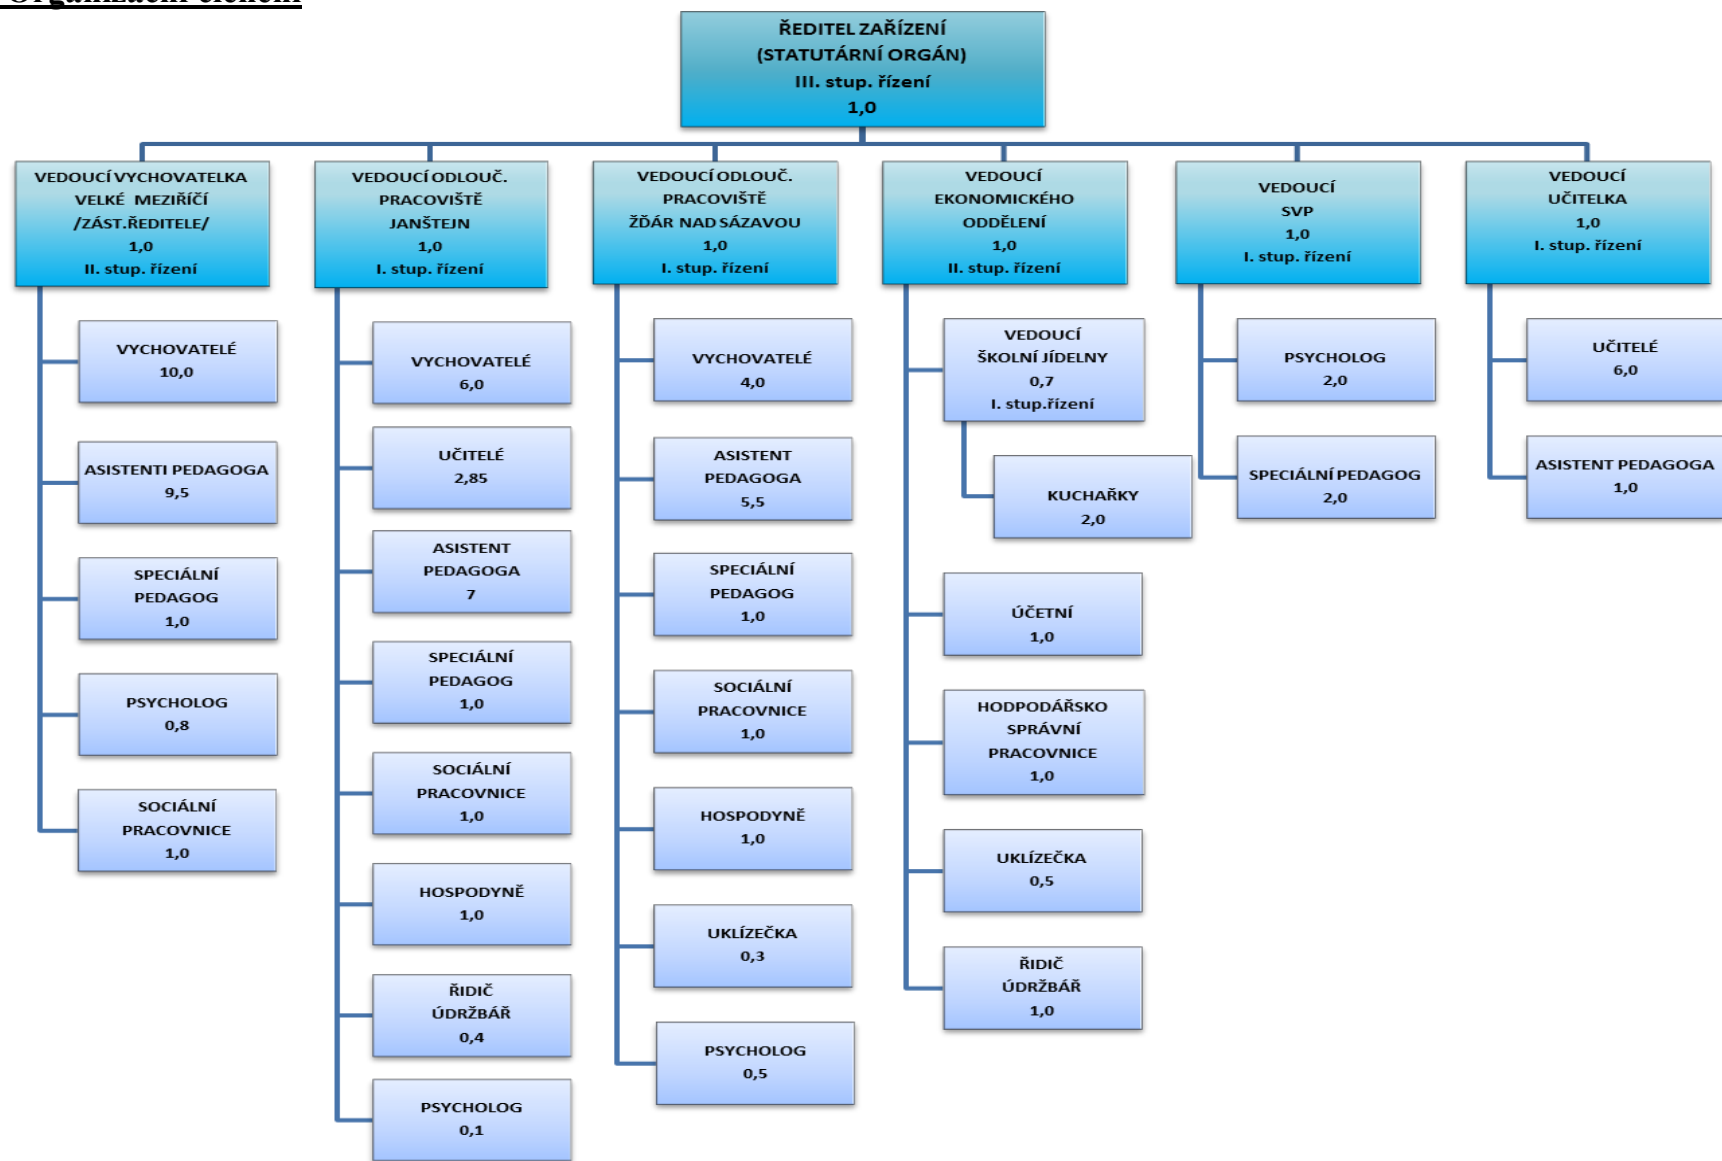 Organizační členění
ŘEDITEL ZAŘÍZENÍ
(STATUTÁRNÍ ORGÁN)
III. stup. řízení
1,0
VEDOUCÍ VYCHOVATELKA
VELKÉ MEZIŘÍČÍ
/ZÁST.ŘEDITELE/
1,0
II. stup. řízení
VYCHOVATELÉ
10,0
ASISTENTI PEDAGOGA
9,5
SPECIÁLNÍ
PEDAGOG
1,0
PSYCHOLOG
0,8
SOCIÁLNÍ
PRACOVNICE
1,0
VEDOUCÍ ODLOUČ.
PRACOVIŠTĚ
JANŠTEJN
1,0
I. stup. řízení
VYCHOVATELÉ
6,0
UČITELÉ
2,85
ASISTENT
PEDAGOGA
7
SPECIÁLNÍ
PEDAGOG
1,0
SOCIÁLNÍ
PRACOVNICE
1,0
HOSPODYNĚ
1,0
ŘIDIČ
ÚDRŽBÁŘ
0,4
PSYCHOLOG
0,1
VEDOUCÍ ODLOUČ.
PRACOVIŠTĚ
ŽĎÁR NAD SÁZAVOU
1,0
I. stup. řízení
VYCHOVATELÉ
4,0
ASISTENT
PEDAGOGA
5,5
SPECIÁLNÍ
PEDAGOG
1,0
SOCIÁLNÍ
PRACOVNICE
1,0
HOSPODYNĚ
1,0
UKLÍZEČKA
0,3
PSYCHOLOG
0,5
VEDOUCÍ
EKONOMICKÉHO
ODDĚLENÍ
1,0
II. stup. řízení
VEDOUCÍ
ŠKOLNÍ JÍDELNY
0,7
I. stup.řízení
KUCHAŘKY
2,0
ÚČETNÍ
1,0
HODPODÁŘSKO
SPRÁVNÍ
PRACOVNICE
1,0
UKLÍZEČKA
0,5
ŘIDIČ
ÚDRŽBÁŘ
1,0
VEDOUCÍ
SVP
1,0
I. stup. řízení
PSYCHOLOG
2,0
SPECIÁLNÍ PEDAGOG
2,0
VEDOUCÍ
UČITELKA
1,0
I. stup. řízení
UČITELÉ
6,0
ASISTENT PEDAGOGA
1,0